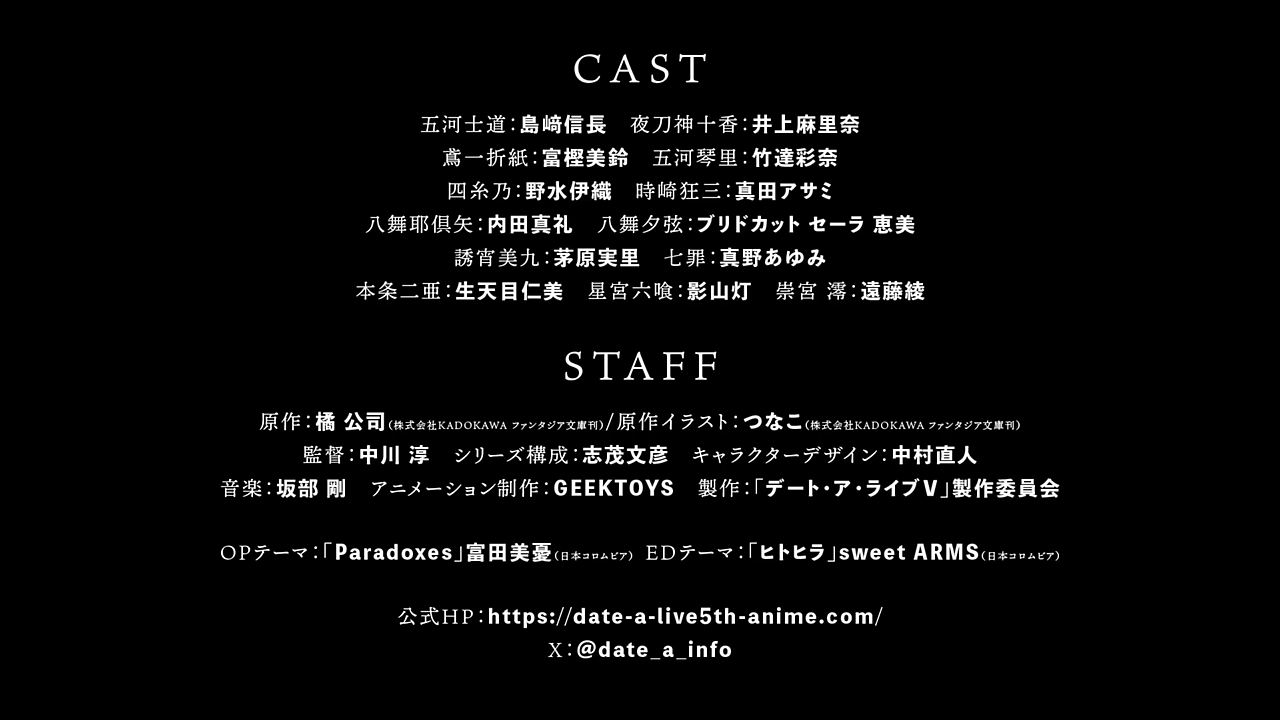 CAST
五河士道：島﨑信長　夜刀神十香：井上麻里奈
鳶一折紙：富樫美鈴　五河琴里：竹達彩奈
四糸乃：野水伊織　時崎狂三：真田アサミ
八舞耶倶矢：内田真礼　八舞夕弦：ブリドカット セーラ 恵美
誘宵美九：茅原実里　七罪：真野あゆみ
本条二亜：生天目仁美　星宮六喰：影山灯　崇宮 澪：遠藤綾
STAFF
原作：橘 公司（株式会社KADOKAWA ファンタジア文庫刊）/原作イラスト：つなこ（株式会社KADOKAWA ファンタジア文庫刊）
監督：中川 淳　シリーズ構成：志茂文彦　キャラクターデザイン：中村直人
音楽：坂部 剛　アニメーション制作：GEEKTOYS　製作：「デート・ア・ライブⅤ」製作委員会
OPテーマ：「Paradoxes」富田美憂（日本コロムビア）　EDテーマ：「ヒトヒラ」sweet ARMS（日本コロムビア）
公式HP：https://date-a-live5th-anime.com/
X：@date_a_info